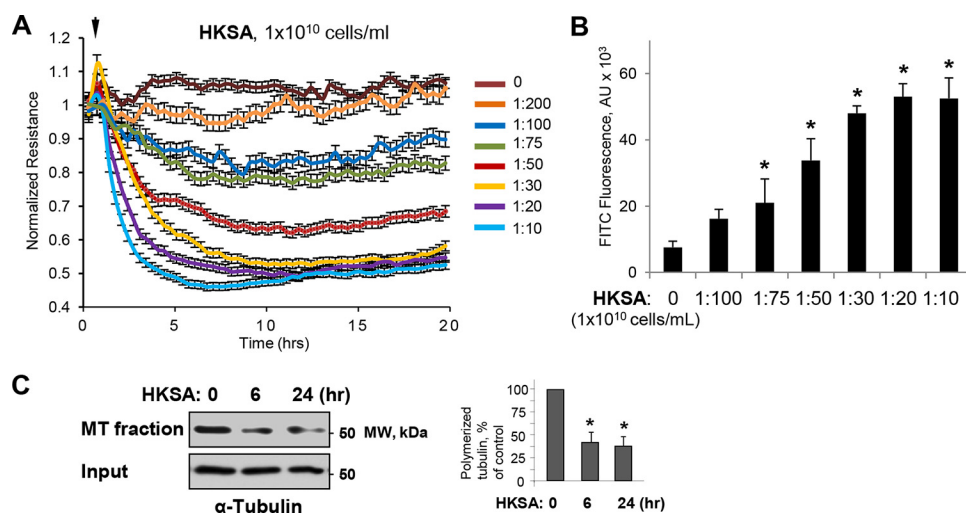 A
HKSA, 1x10¹⁰ cells/ml
1.2
1.1
1
0.9
0.8
0.7
0.6
0.5
0.4
Normalized Resistance
0 5 10 15 20
Time (hrs)
0
1:200
1:100
1:75
1:50
1:30
1:20
1:10
B
60
40
20
0
FITC Fluorescence, AU x 10³
* * * * *
HKSA: 0 1:100 1:75 1:50 1:30 1:20 1:10
(1x10¹⁰ cells/mL)
C
HKSA: 0 6 24 (hr)
MT fraction
- 50 MW, kDa
Input
- 50
α-Tubulin
100
75
50
25
0
Polymerized
tubulin, %
of control
* *
HKSA: 0 6 24 (hr)